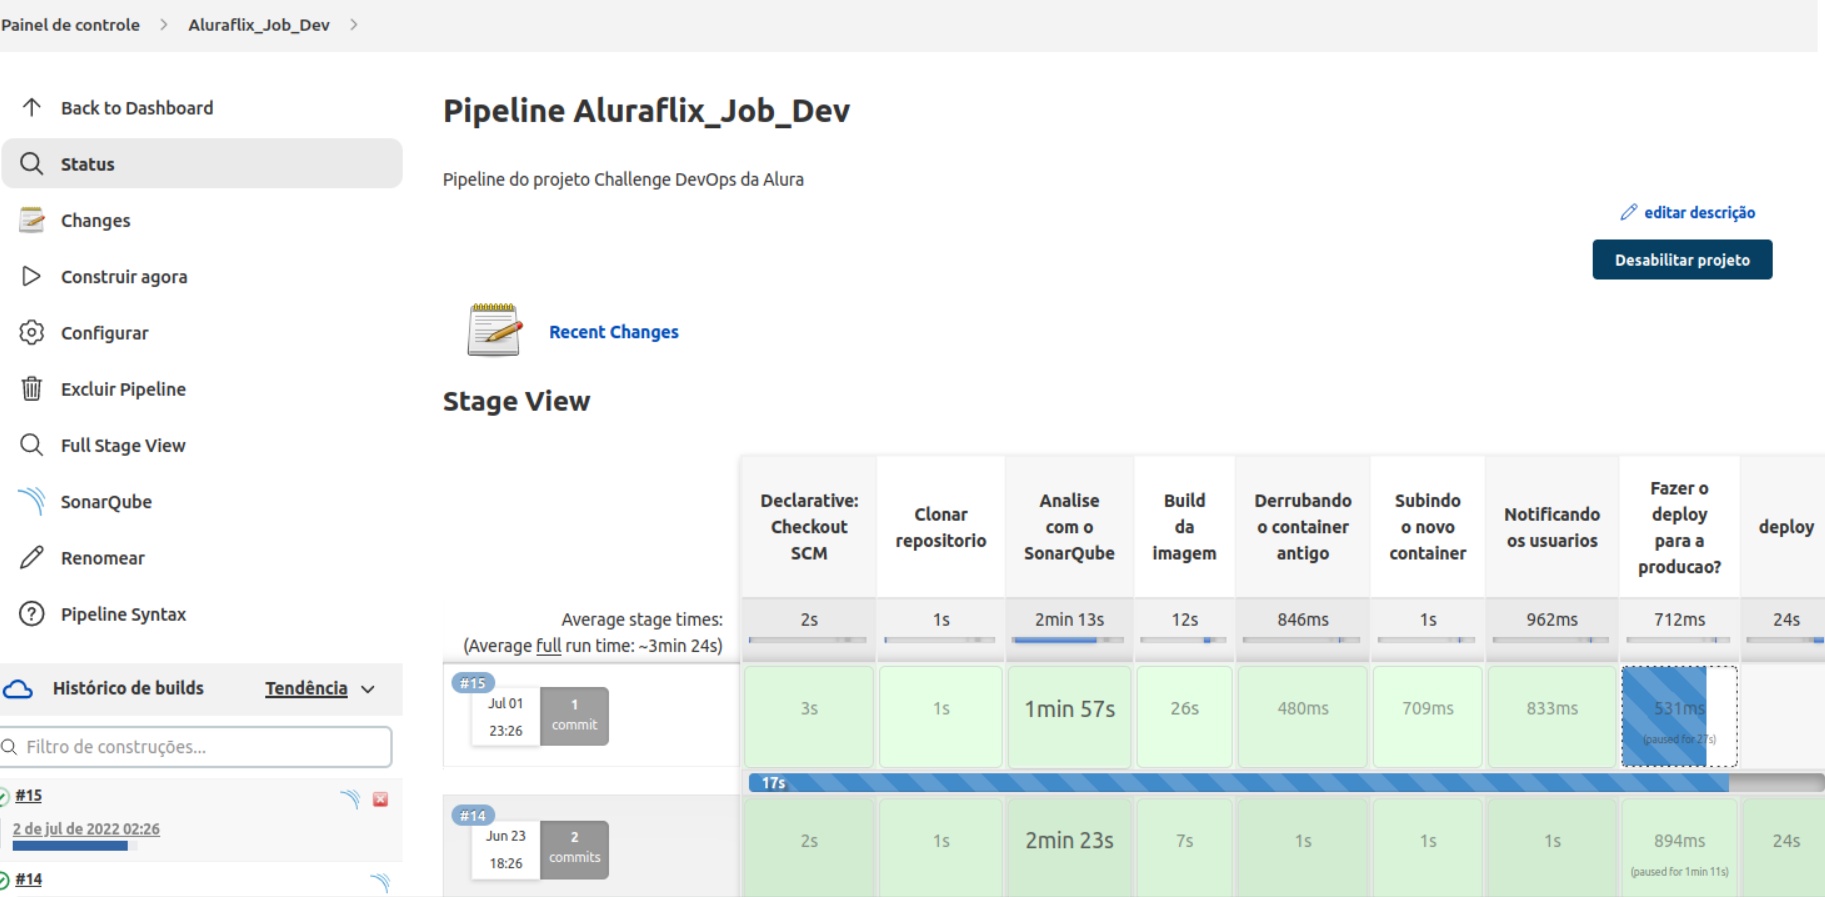 Painel de controle
Aluraflix_Job_Dev
Back to Dashboard
Status
Changes
Construir agora
Configurar
Excluir Pipeline
Full Stage View
SonarQube
Renomear
Pipeline Syntax
Histórico de builds
Tendência
Filtro de construções...
#15
2 de jul de 2022 02:26
#14
Pipeline Aluraflix_Job_Dev
Pipeline do projeto Challenge DevOps da Alura
editar descrição
Desabilitar projeto
Recent Changes
Stage View
Declarative:
Checkout
SCM
Clonar
repositorio
Analise
com o
SonarQube
Build
da
imagem
Derrubando
o container
antigo
Subindo
o novo
container
Notificando
os usuarios
Fazer o
deploy
para a
producao?
deploy
Average stage times:
(Average full run time: ~3min 24s)
2s
1s
2min 13s
12s
846ms
1s
962ms
712ms
24s
#15
Jul 01
23:26
1
commit
3s
1s
1min 57s
26s
480ms
709ms
833ms
531ms
(paused for 27s)
17s
#14
Jun 23
18:26
2
commits
2s
1s
2min 23s
7s
1s
1s
1s
894ms
(paused for 1min 11s)
24s